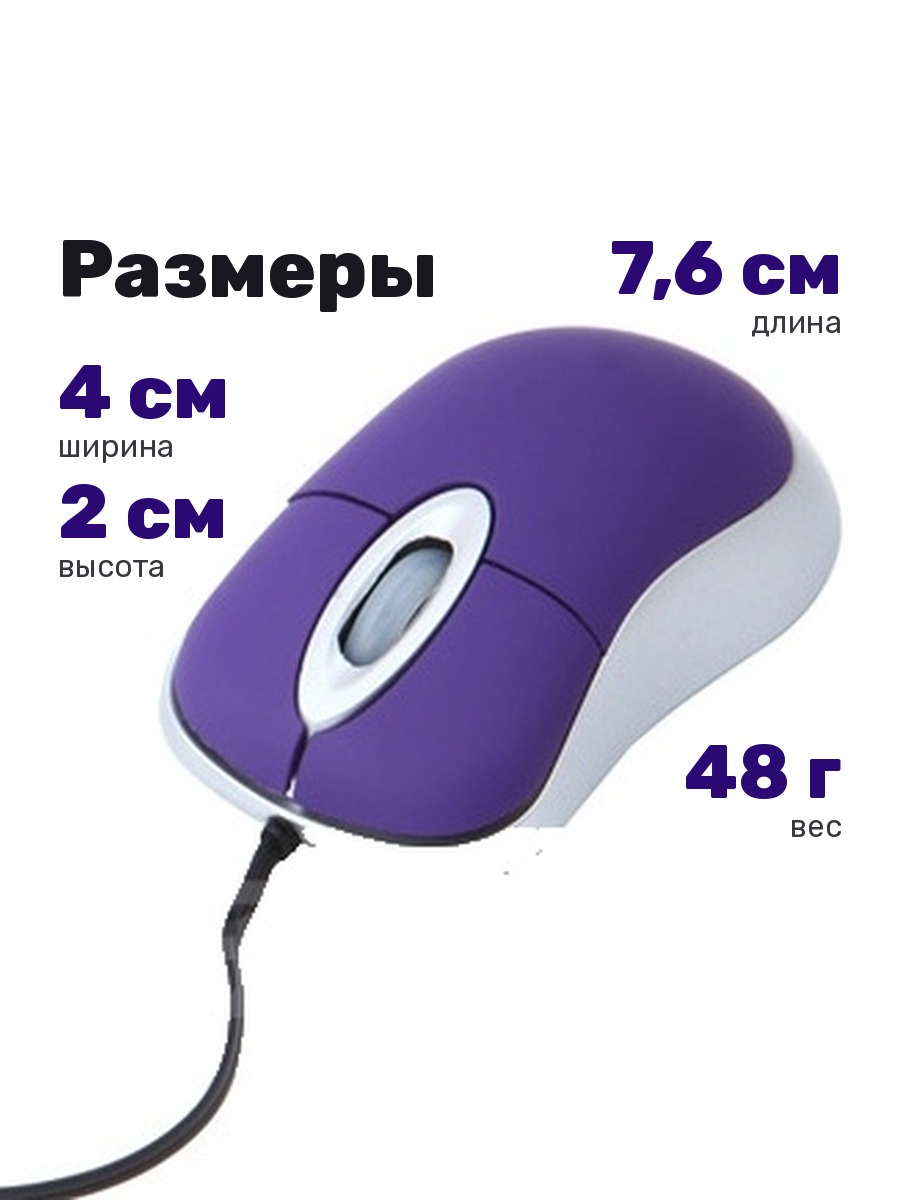 Размеры
7,6 см
длина
4 см
ширина
2 см
высота
48 г
вес